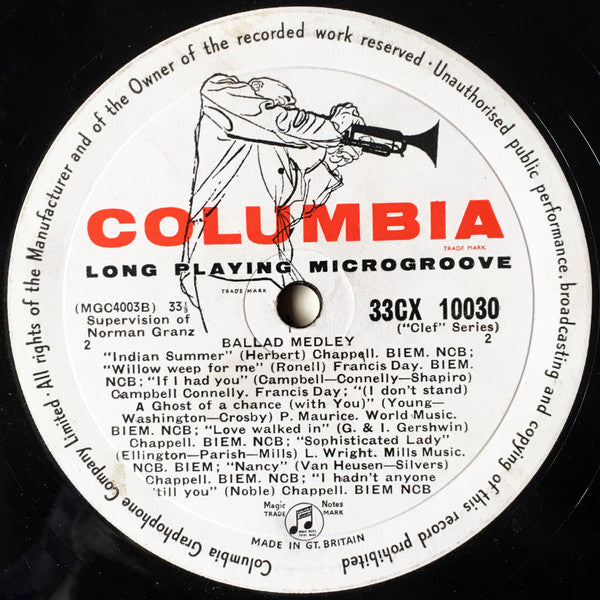 All rights of the Manufacturer and of the Owner of the recorded work reserved · Unauthorised public performance, broadcasting and copying of this record prohibited
Columbia Graphophone Company Limited ·
COLUMBIA
TRADE MARK
LONG PLAYING MICROGROOVE
TRADE MARK
(MGC4003B) 33⅓
Supervision of
Norman Granz
2
33CX 10030
("Clef" Series)
2
BALLAD MEDLEY
"Indian Summer" (Herbert) Chappell. BIEM. NCB;
"Willow weep for me" (Ronell) Francis Day. BIEM.
NCB; "If I had you" (Campbell—Connelly—Shapiro)
Campbell Connelly. Francis Day; "(I don't stand)
A Ghost of a chance (with You)" (Young—
Washington—Crosby) P. Maurice. World Music.
BIEM. NCB; "Love walked in" (G. & I. Gershwin)
Chappell. BIEM. NCB; "Sophisticated Lady"
(Ellington—Parish—Mills) L. Wright. Mills Music.
NCB. BIEM; "Nancy" (Van Heusen—Silvers)
Chappell. BIEM. NCB; "I hadn't anyone
'till you" (Noble) Chappell. BIEM NCB
Magic Notes
TRADE MARK
MADE IN GT. BRITAIN